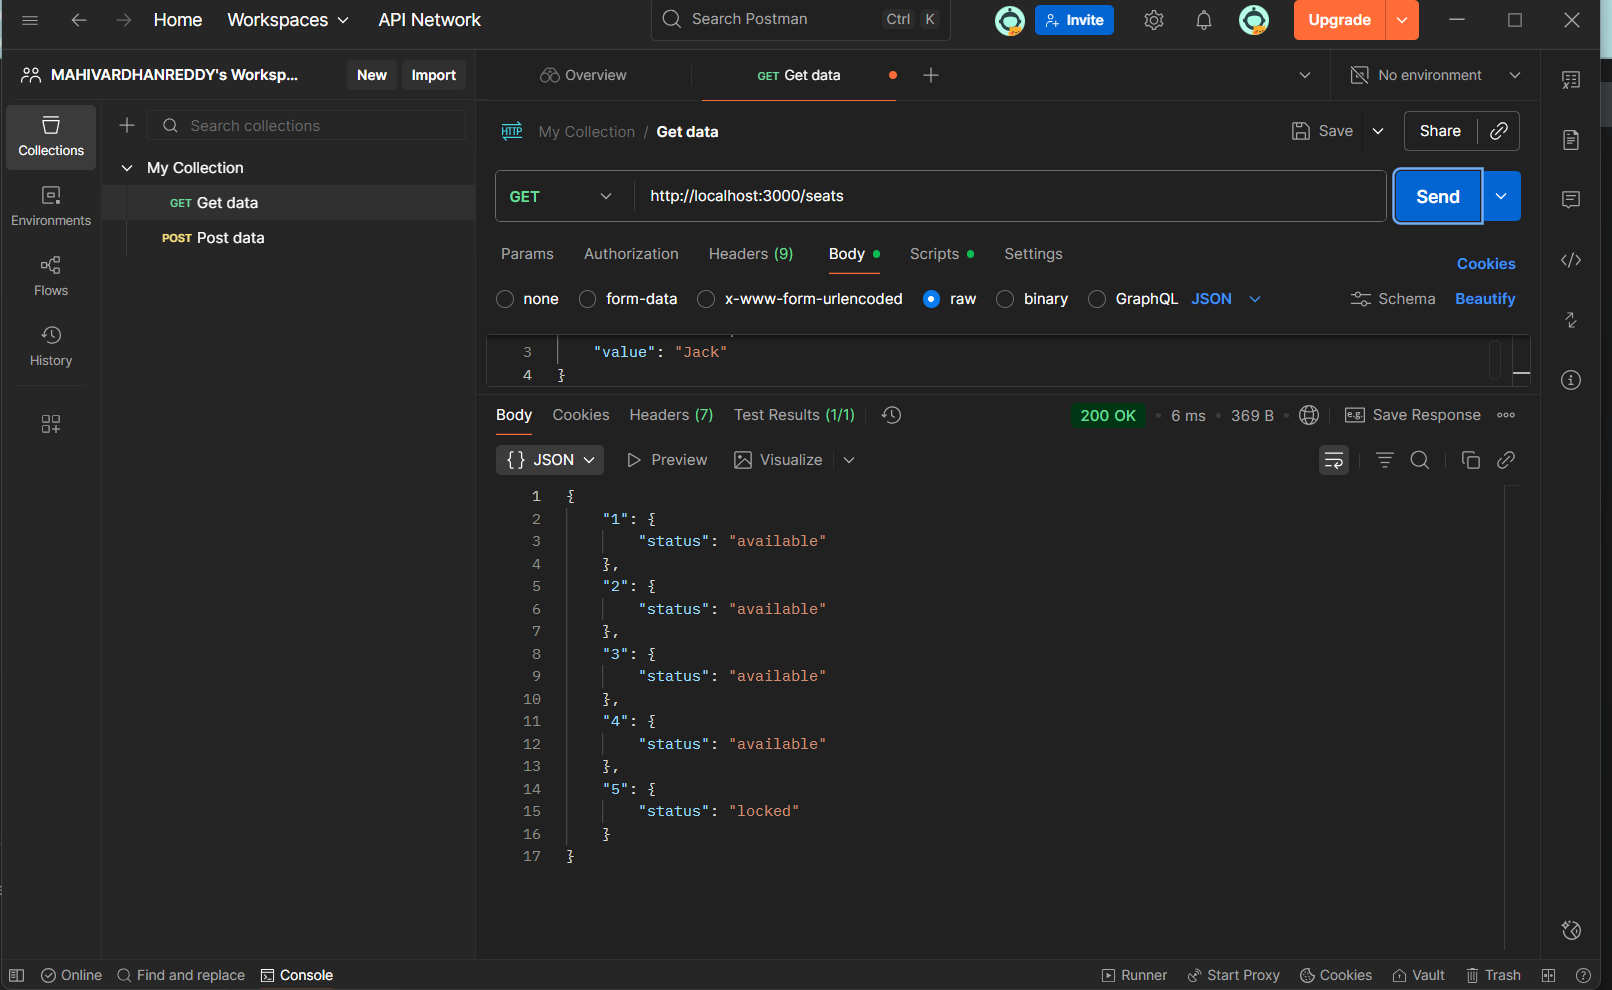 Home Workspaces API Network Search Postman Ctrl K Invite Upgrade
MAHIVARDHANREDDY's Worksp... New Import Overview GET Get data No environment
Collections
Environments
Flows
History
Search collections
My Collection
GET Get data
POST Post data
HTTP My Collection / Get data Save Share
GET http://localhost:3000/seats Send
Params Authorization Headers (9) Body Scripts Settings Cookies
none form-data x-www-form-urlencoded raw binary GraphQL JSON Schema Beautify
3 "value": "Jack"
4 }
Body Cookies Headers (7) Test Results (1/1) 200 OK 6 ms 369 B e.g. Save Response
{} JSON Preview Visualize
1 {
2 "1": {
3 "status": "available"
4 },
5 "2": {
6 "status": "available"
7 },
8 "3": {
9 "status": "available"
10 },
11 "4": {
12 "status": "available"
13 },
14 "5": {
15 "status": "locked"
16 }
17 }
Online Find and replace Console Runner Start Proxy Cookies Vault Trash